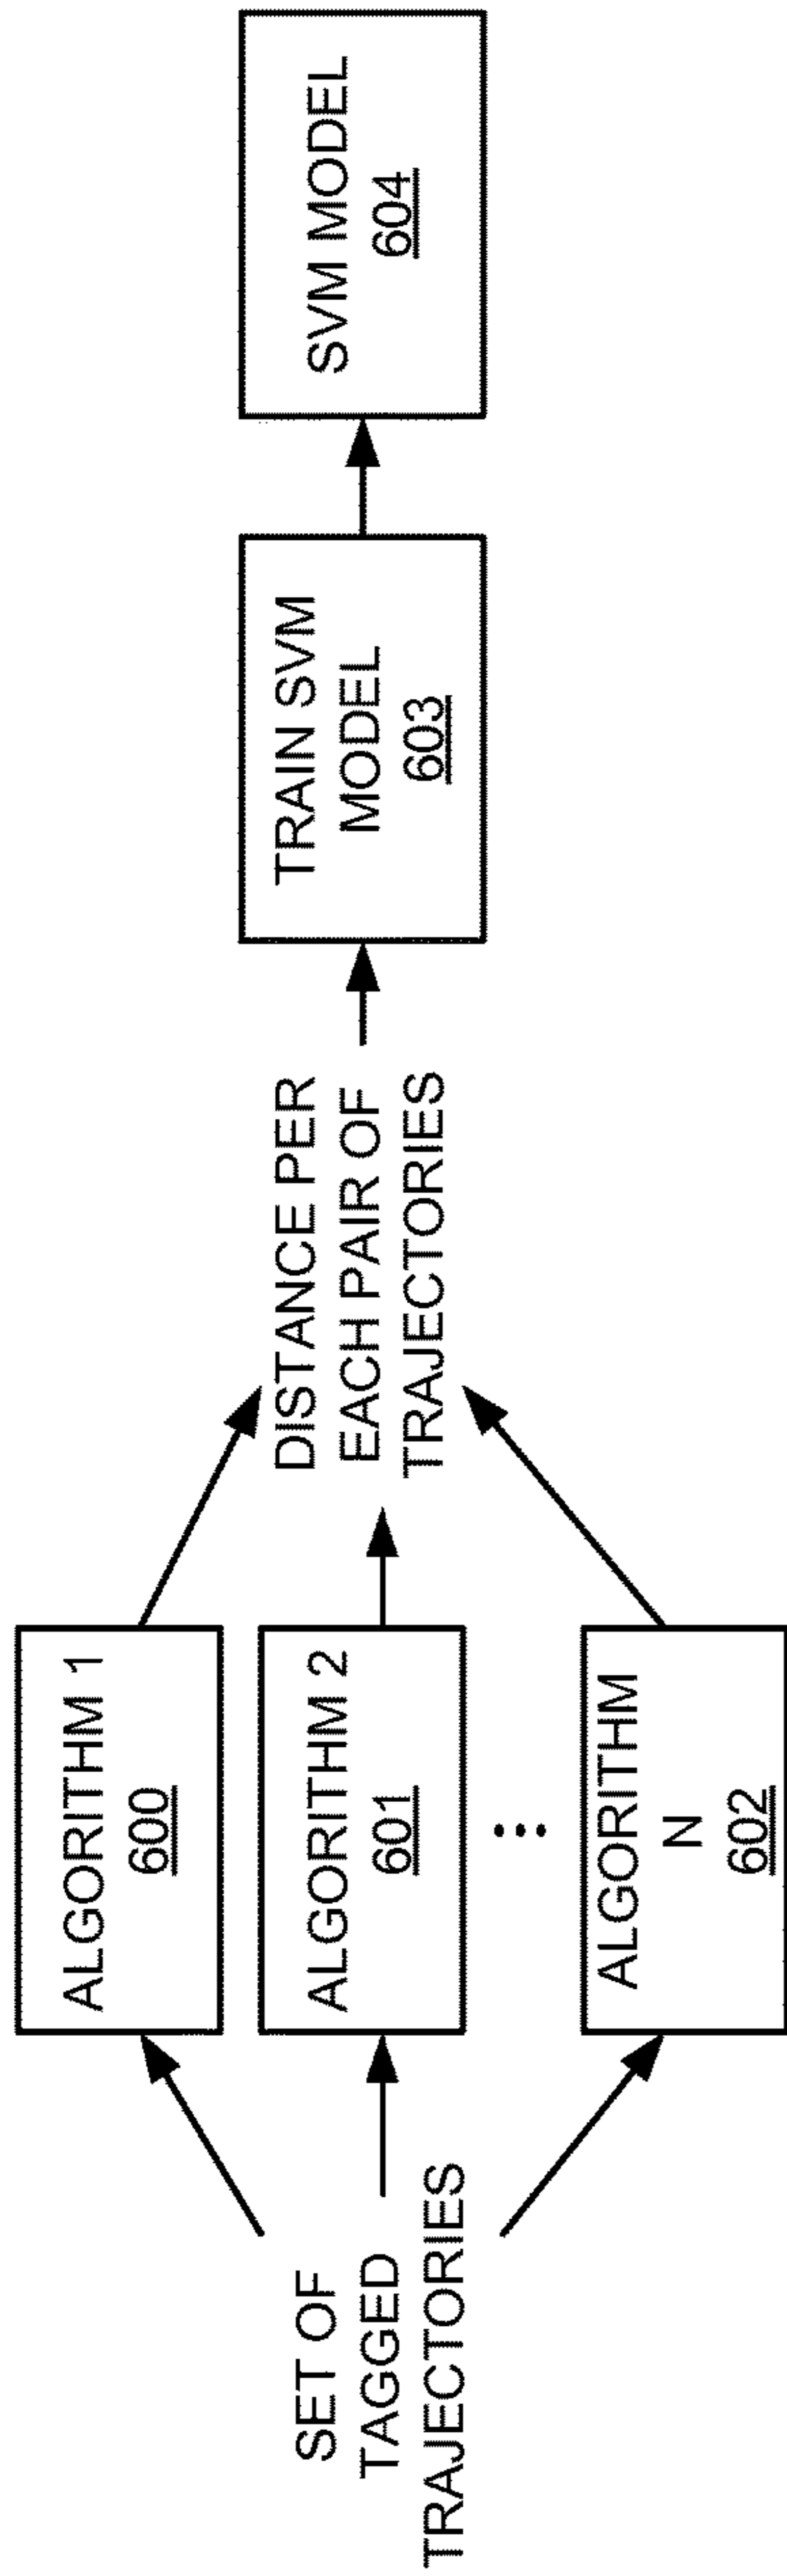 SET OF
TAGGED
TRAJECTORIES
ALGORITHM 1
600
ALGORITHM 2
601
ALGORITHM
N
602
DISTANCE PER
EACH PAIR OF
TRAJECTORIES
TRAIN SVM
MODEL
603
SVM MODEL
604